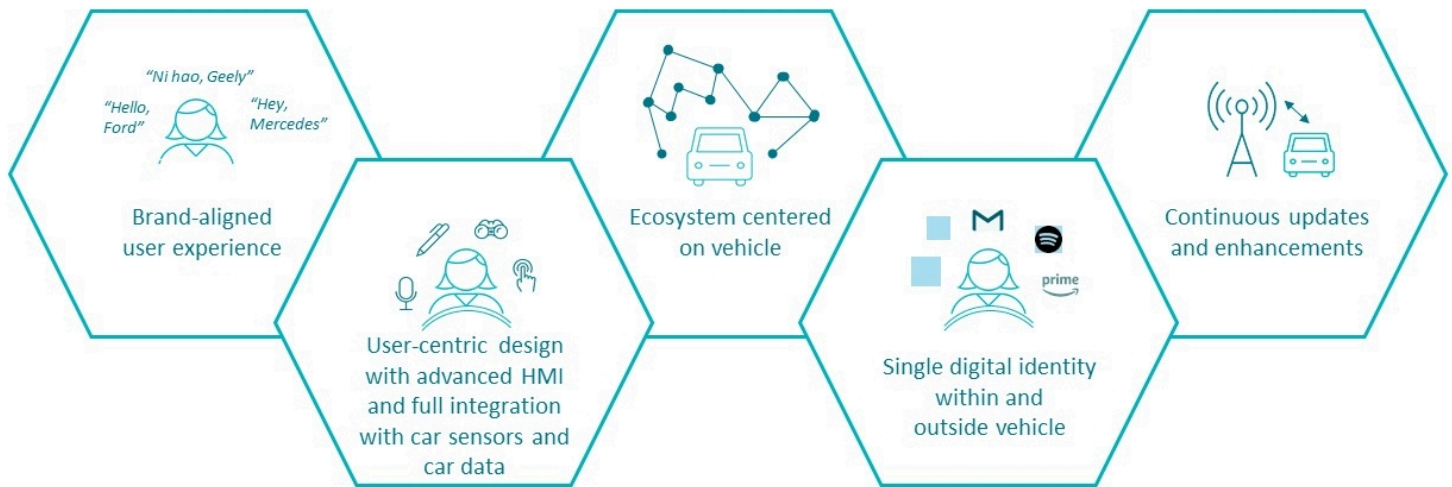 “Ni hao, Geely”
“Hello,
Ford”
“Hey,
Mercedes”
Brand-aligned
user experience
User-centric design
with advanced HMI
and full integration
with car sensors and
car data
Ecosystem centered
on vehicle
prime
Single digital identity
within and
outside vehicle
Continuous updates
and enhancements